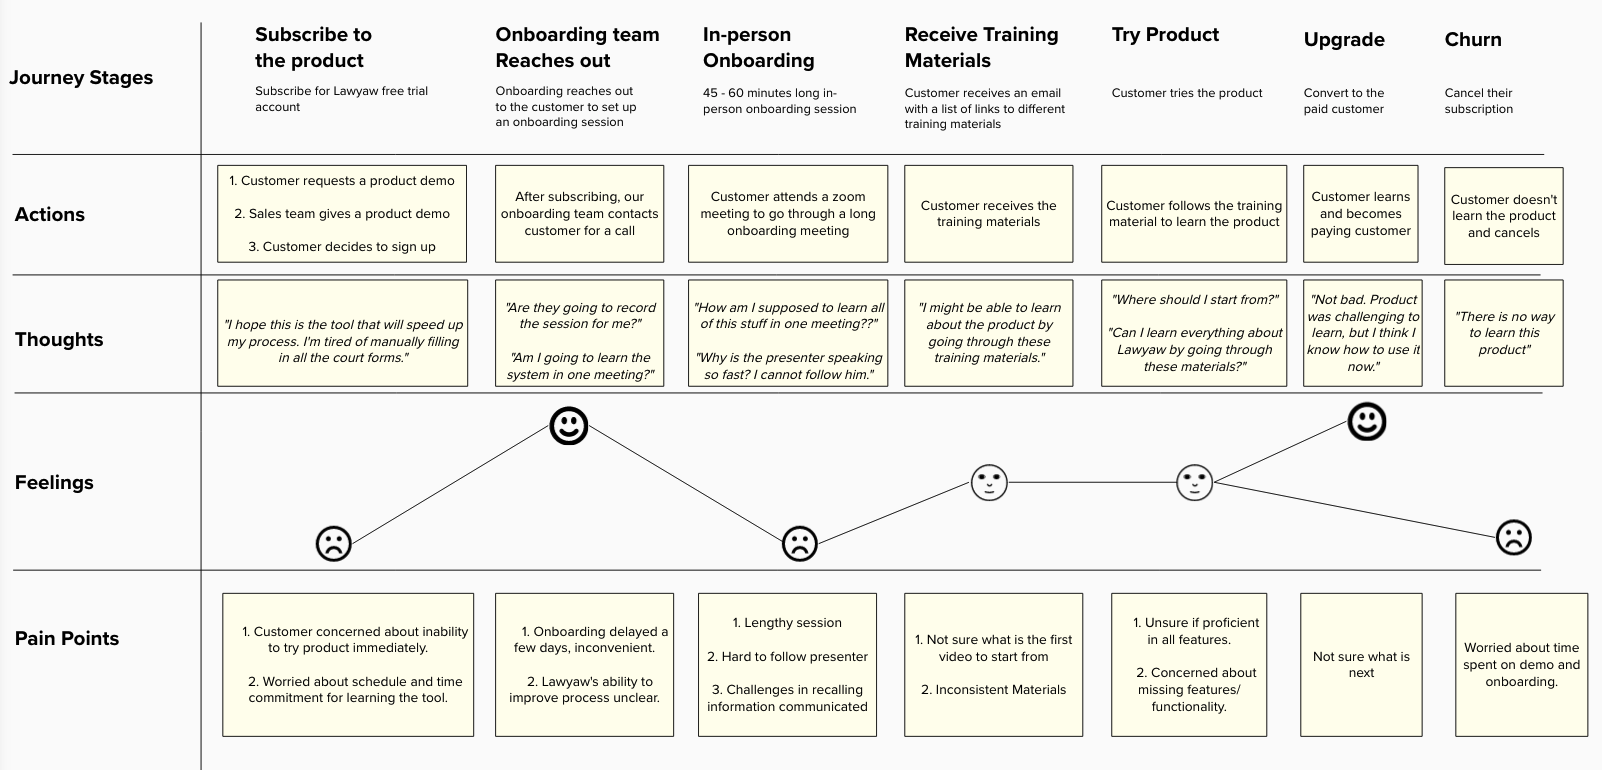 Journey Stages
Subscribe to
the product
Subscribe for Lawyaw free trial
account
Onboarding team
Reaches out
Onboarding reaches out
to the customer to set up
an onboarding session
In-person
Onboarding
45 - 60 minutes long in-
person onboarding session
Receive Training
Materials
Customer receives an email
with a list of links to different
training materials
Try Product
Customer tries the product
Upgrade
Convert to the
paid customer
Churn
Cancel their
subscription
Actions
1. Customer requests a product demo
2. Sales team gives a product demo
3. Customer decides to sign up
After subscribing, our
onboarding team contacts
customer for a call
Customer attends a zoom
meeting to go through a long
onboarding meeting
Customer receives the
training materials
Customer follows the training
material to learn the product
Customer learns
and becomes
paying customer
Customer doesn't
learn the product
and cancels
Thoughts
"I hope this is the tool that will speed up
my process. I'm tired of manually filling
in all the court forms."
"Are they going to record
the session for me?"
"Am I going to learn the
system in one meeting?"
"How am I supposed to learn all
of this stuff in one meeting??"
"Why is the presenter speaking
so fast? I cannot follow him."
"I might be able to learn
about the product by
going through these
training materials."
"Where should I start from?"
"Can I learn everything about
Lawyaw by going through
these materials?"
"Not bad. Product
was challenging to
learn, but I think I
know how to use it
now."
"There is no way
to learn this
product"
Feelings
Pain Points
1. Customer concerned about inability
to try product immediately.
2. Worried about schedule and time
commitment for learning the tool.
1. Onboarding delayed a
few days, inconvenient.
2. Lawyaw's ability to
improve process unclear.
1. Lengthy session
2. Hard to follow presenter
3. Challenges in recalling
information communicated
1. Not sure what is the first
video to start from
2. Inconsistent Materials
1. Unsure if proficient
in all features.
2. Concerned about
missing features/
functionality.
Not sure what is
next
Worried about time
spent on demo and
onboarding.